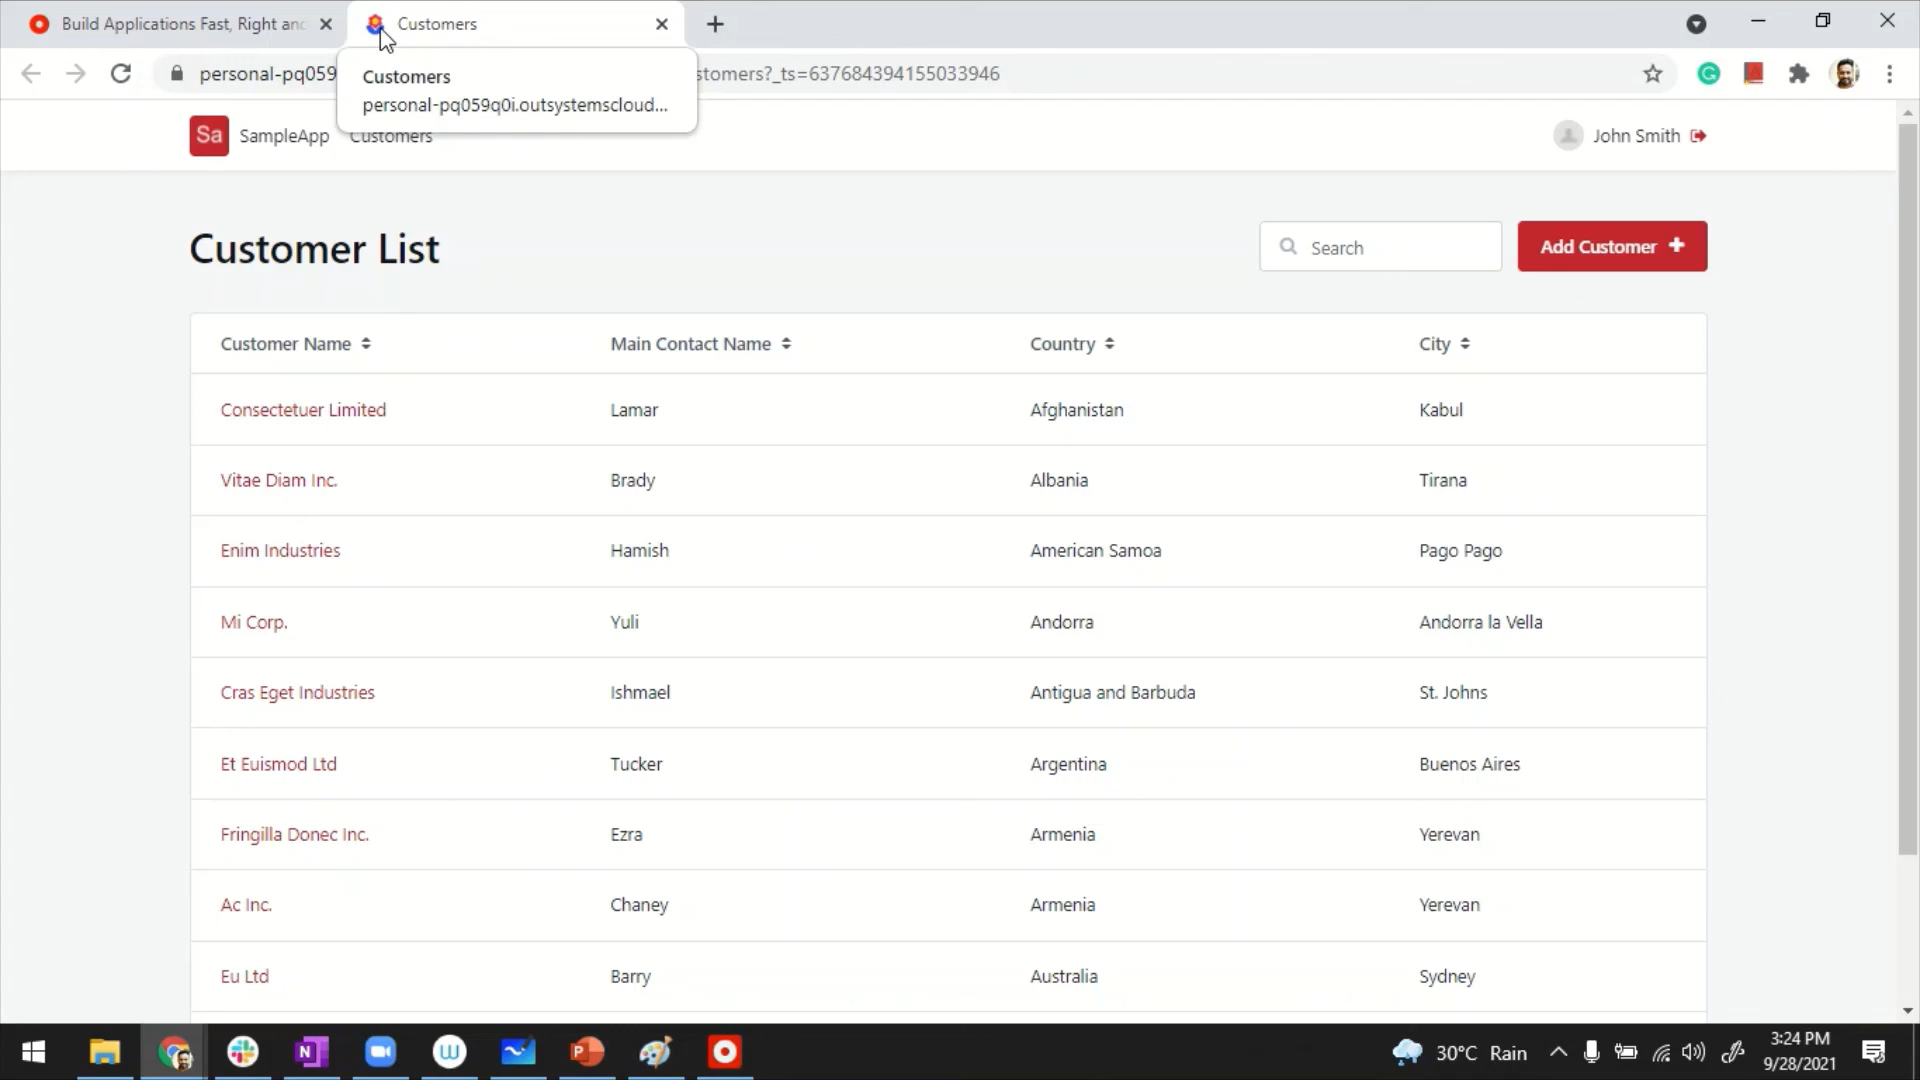 Build Applications Fast, Right and
Customers
personal-pq059
stomers?_ts=637684394155033946
Customers
personal-pq059q0i.outsystemscloud...
Sa SampleApp Customers
John Smith
Customer List
Search
Add Customer +
Customer Name Main Contact Name Country City
Consectetuer Limited Lamar Afghanistan Kabul
Vitae Diam Inc. Brady Albania Tirana
Enim Industries Hamish American Samoa Pago Pago
Mi Corp. Yuli Andorra Andorra la Vella
Cras Eget Industries Ishmael Antigua and Barbuda St. Johns
Et Euismod Ltd Tucker Argentina Buenos Aires
Fringilla Donec Inc. Ezra Armenia Yerevan
Ac Inc. Chaney Armenia Yerevan
Eu Ltd Barry Australia Sydney
30°C Rain
3:24 PM
9/28/2021